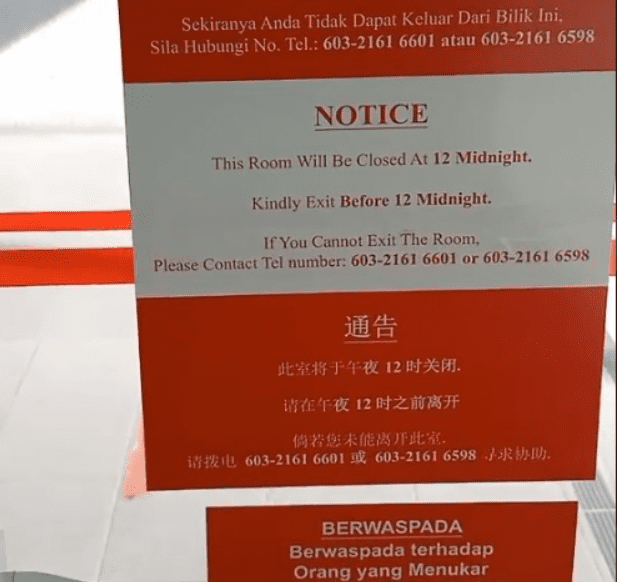 Sekiranya Anda Tidak Dapat Keluar Dari Bilik Ini,
Sila Hubungi No. Tel.: 603-2161 6601 atau 603-2161 6598
NOTICE
This Room Will Be Closed At 12 Midnight.
Kindly Exit Before 12 Midnight.
If You Cannot Exit The Room,
Please Contact Tel number: 603-2161 6601 or 603-2161 6598
通告
此室将于午夜 12 时关闭.
请在午夜 12 时之前离开
倘若您未能离开此室.
请拨电 603-2161 6601 或 603-2161 6598 寻求协助.
BERWASPADA
Berwaspada terhadap
Orang yang Menukar